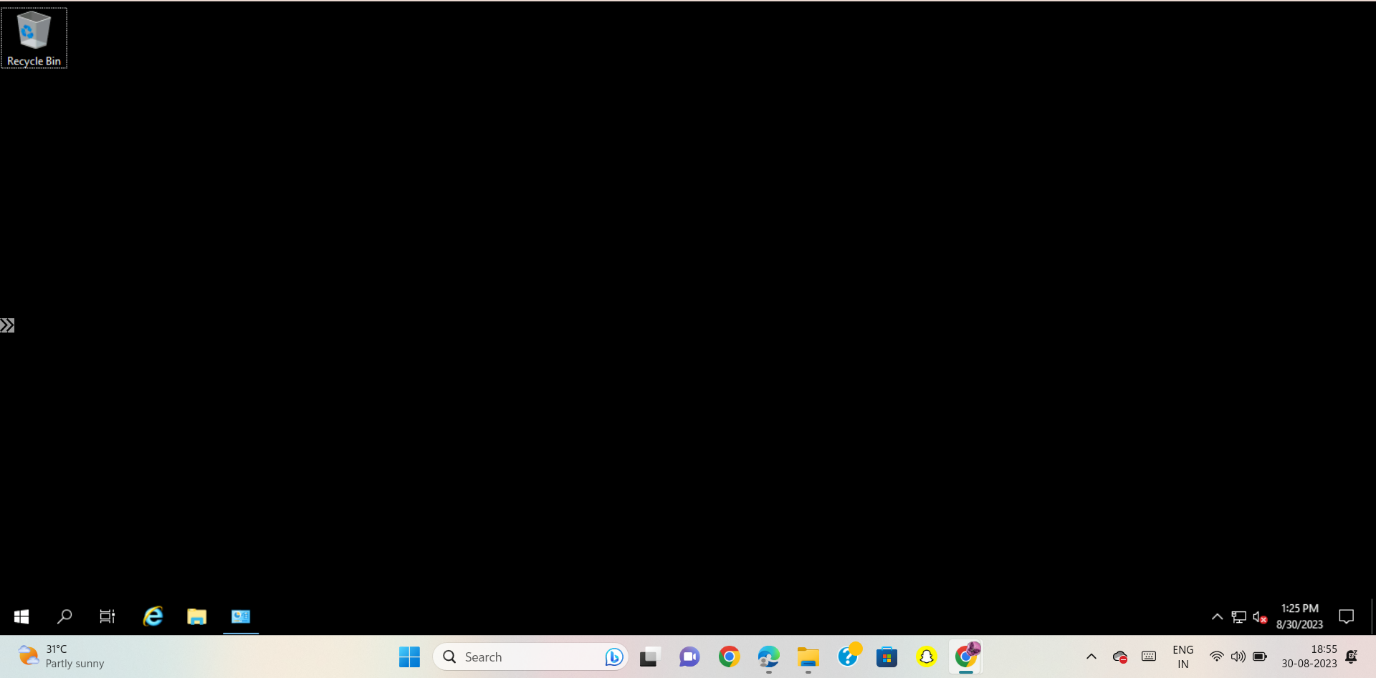 Recycle Bin
1:25 PM
8/30/2023
31°C
Partly sunny
Search
ENG
IN
18:55
30-08-2023